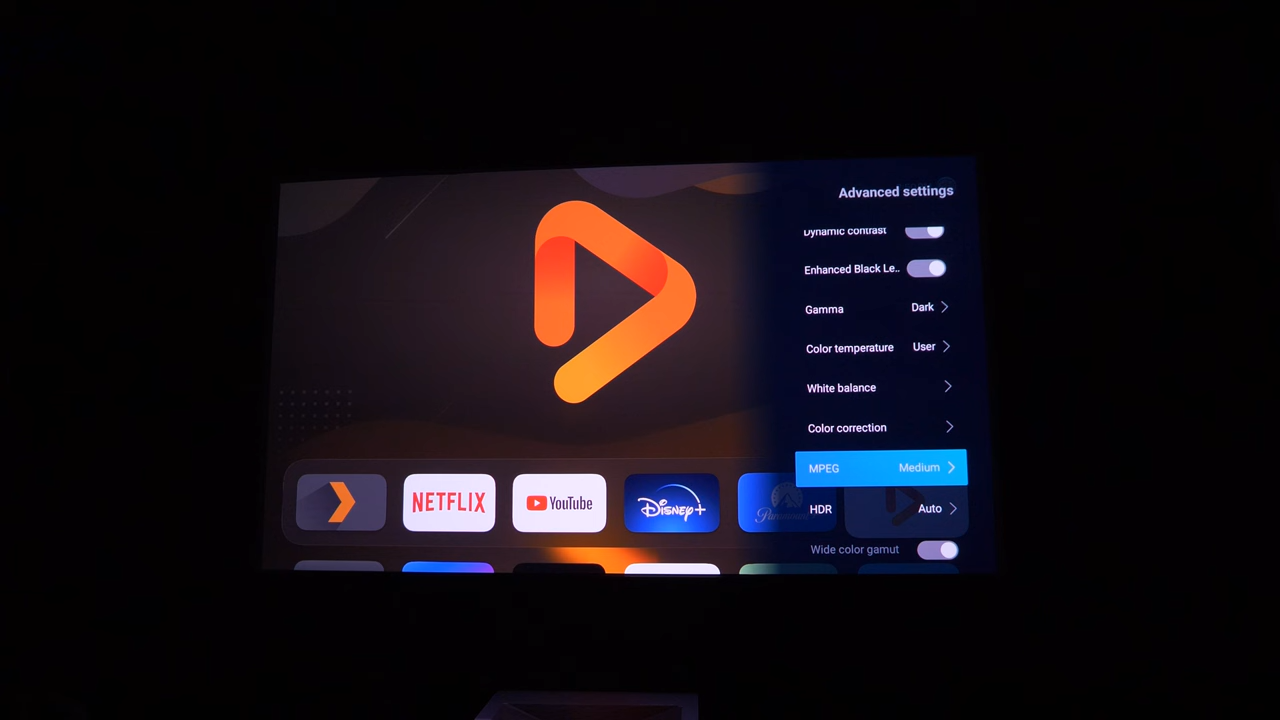 Advanced settings
Dynamic contrast
Enhanced Black Le..
Gamma Dark
Color temperature User
White balance
Color correction
MPEG Medium
HDR Auto
Wide color gamut
NETFLIX
YouTube
Disney+